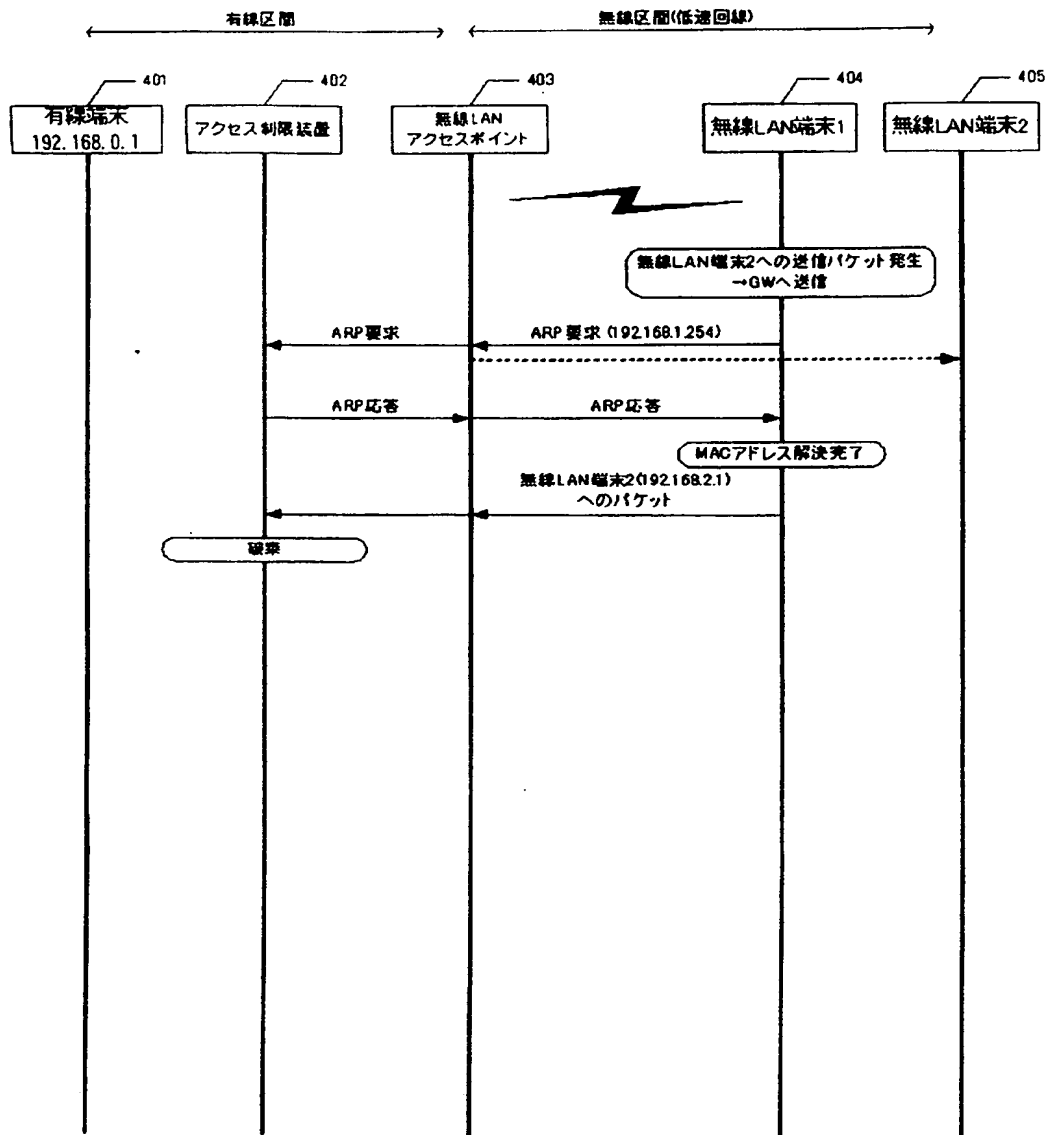 有線区間
無線区間(低速回線)
401
402
403
404
405
有線端末
192.168.0.1
アクセス制限装置
無線LAN
アクセスポイント
無線LAN端末1
無線LAN端末2
無線LAN端末2への送信パケット発生
→GWへ送信
ARP要求
ARP要求(192.168.1.254)
ARP応答
ARP応答
MACアドレス解決完了
無線LAN端末2(192.168.2.1)
へのパケット
破棄